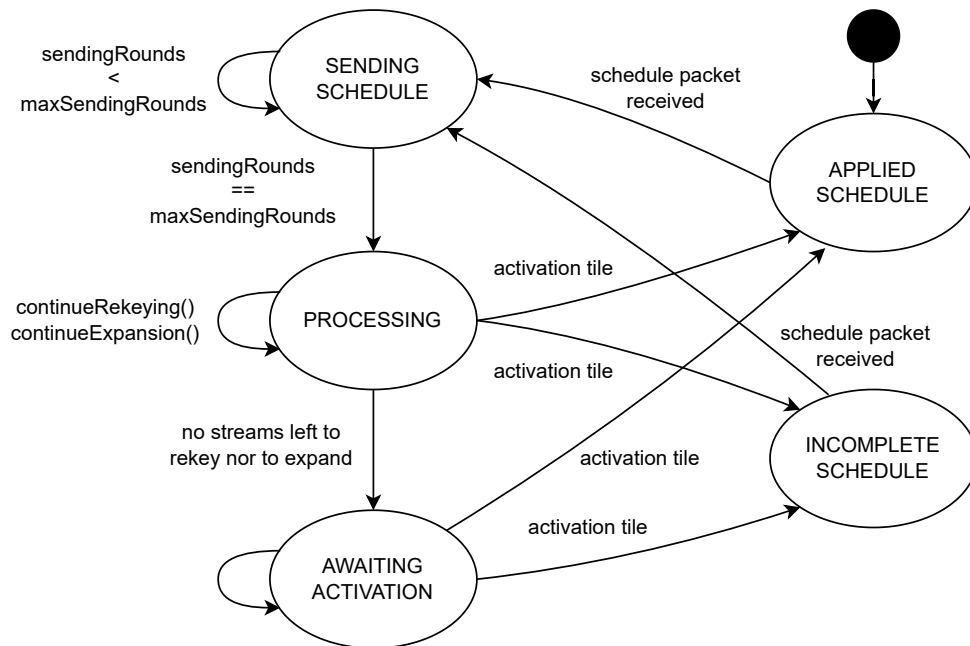 sendingRounds
<
maxSendingRounds
SENDING
SCHEDULE
schedule packet
received
APPLIED
SCHEDULE
sendingRounds
==
maxSendingRounds
activation tile
continueRekeying()
continueExpansion()
PROCESSING
activation tile
schedule packet
received
no streams left to
rekey nor to expand
activation tile
INCOMPLETE
SCHEDULE
activation tile
AWAITING
ACTIVATION